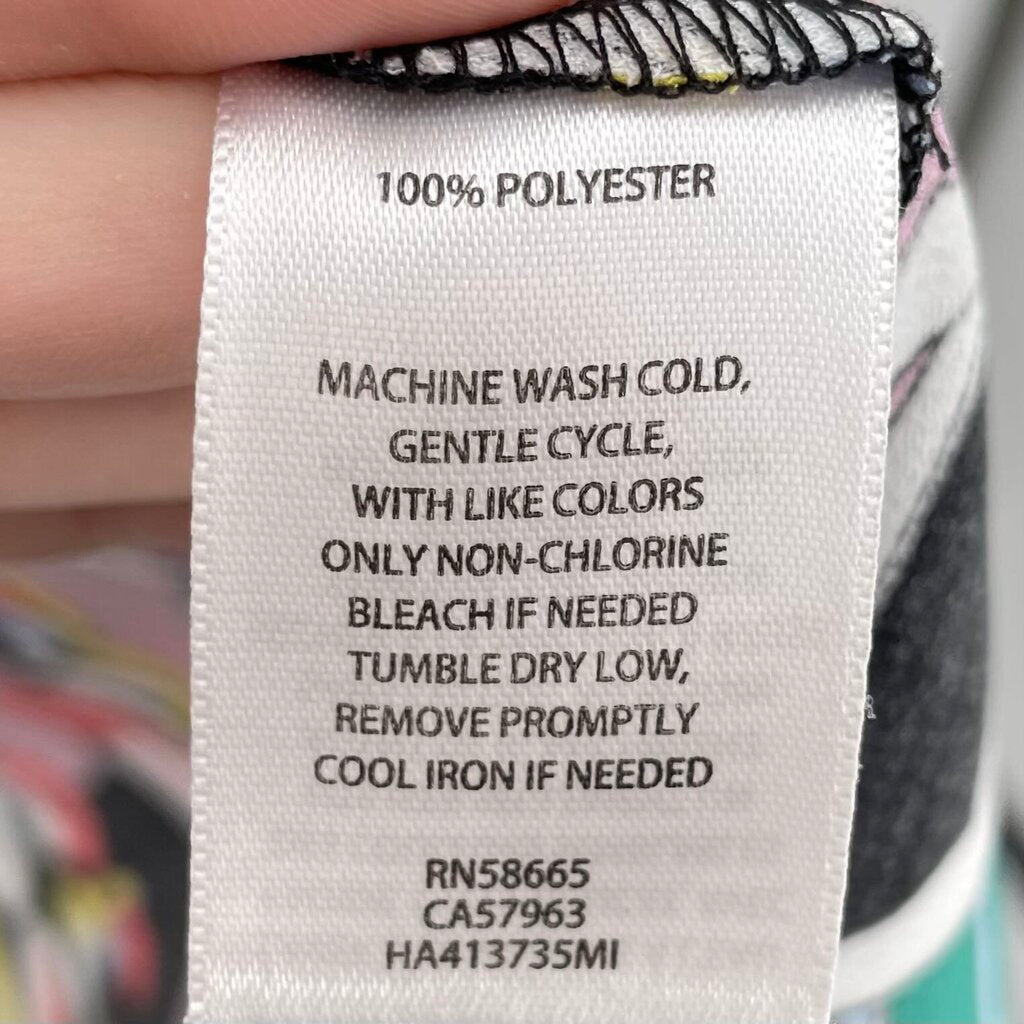 100% POLYESTER
MACHINE WASH COLD,
GENTLE CYCLE,
WITH LIKE COLORS
ONLY NON-CHLORINE
BLEACH IF NEEDED
TUMBLE DRY LOW,
REMOVE PROMPTLY
COOL IRON IF NEEDED
RN58665
CA57963
HA413735MI